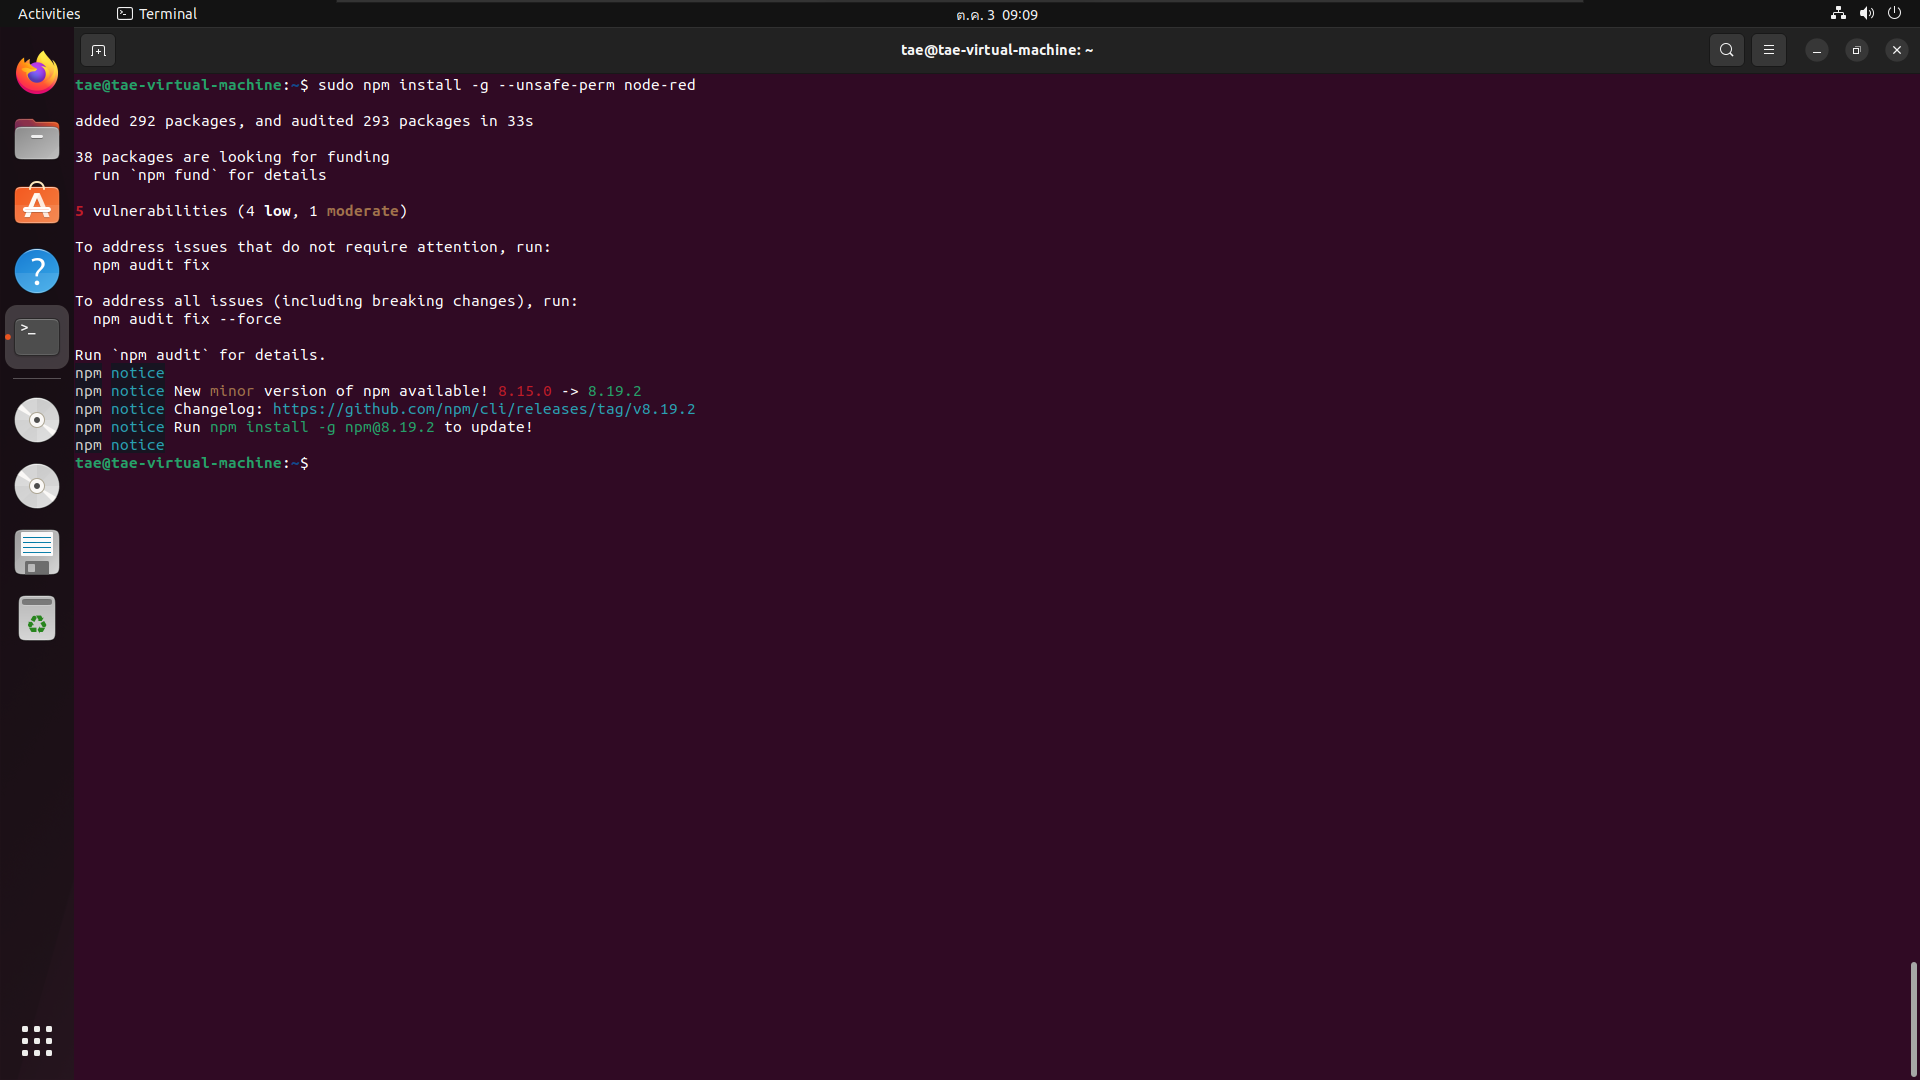 Activities
Terminal
ต.ค. 3 09:09
tae@tae-virtual-machine: ~
tae@tae-virtual-machine:~$ sudo npm install -g --unsafe-perm node-red
added 292 packages, and audited 293 packages in 33s
38 packages are looking for funding
run `npm fund` for details
5 vulnerabilities (4 low, 1 moderate)
To address issues that do not require attention, run:
npm audit fix
To address all issues (including breaking changes), run:
npm audit fix --force
Run `npm audit` for details.
npm notice
npm notice New minor version of npm available! 8.15.0 -> 8.19.2
npm notice Changelog: https://github.com/npm/cli/releases/tag/v8.19.2
npm notice Run npm install -g npm@8.19.2 to update!
npm notice
tae@tae-virtual-machine:~$